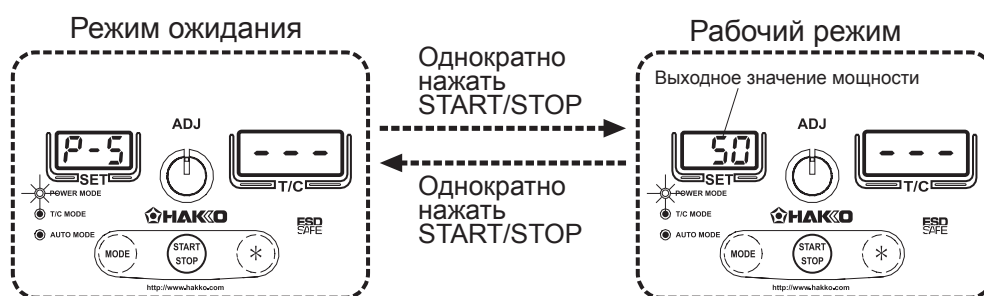 Режим ожидания
P-5
SET
ADJ
- - -
T/C
POWER MODE
T/C MODE
AUTO MODE
HAKKO
ESD
SAFE
MODE
START
STOP
*
http://www.hakko.com
Однократно
нажать
START/STOP
Однократно
нажать
START/STOP
Рабочий режим
Выходное значение мощности
50
SET
ADJ
- - -
T/C
POWER MODE
T/C MODE
AUTO MODE
HAKKO
ESD
SAFE
MODE
START
STOP
*
http://www.hakko.com